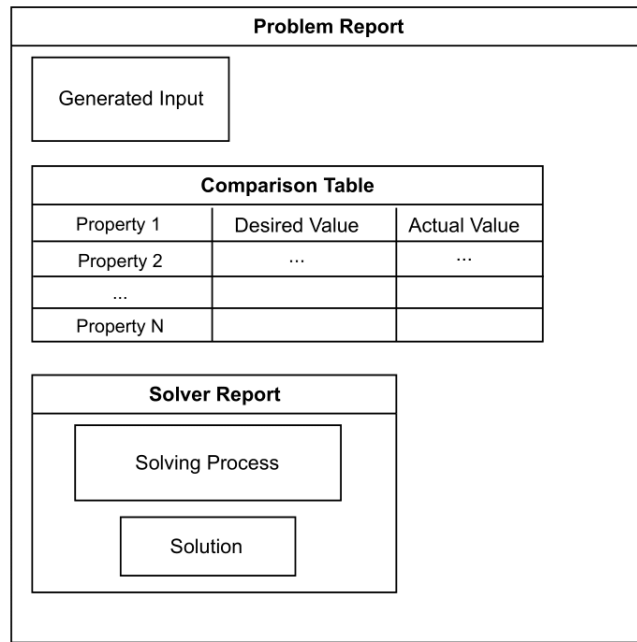 Problem Report
Generated Input
Comparison Table
Property 1 Desired Value Actual Value
Property 2 ... ...
...
Property N
Solver Report
Solving Process
Solution